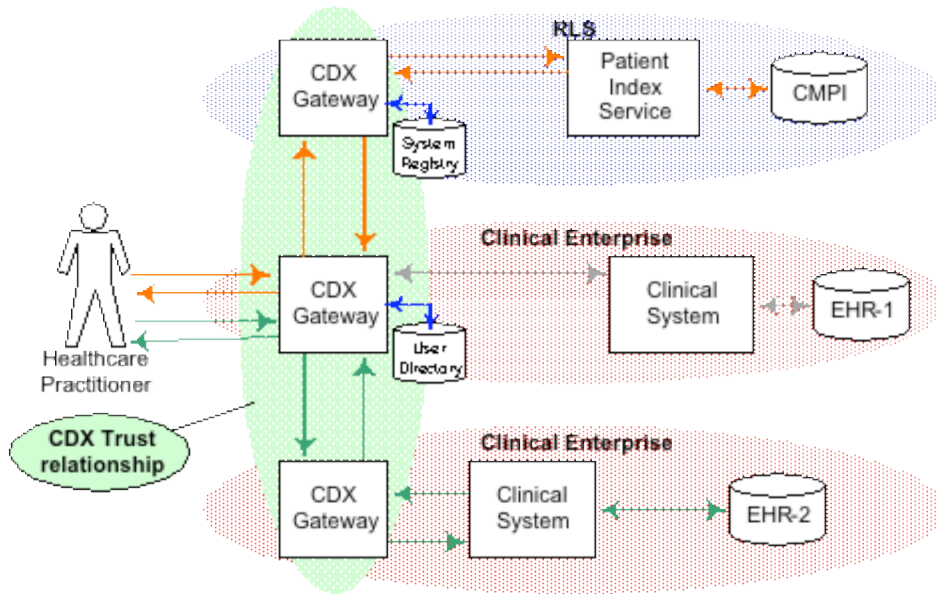 RLS
CDX
Gateway
Patient
Index
Service
CMPI
System
Registry
Clinical Enterprise
CDX
Gateway
Clinical
System
EHR-1
User
Directory
Healthcare
Practitioner
CDX Trust
relationship
Clinical Enterprise
CDX
Gateway
Clinical
System
EHR-2